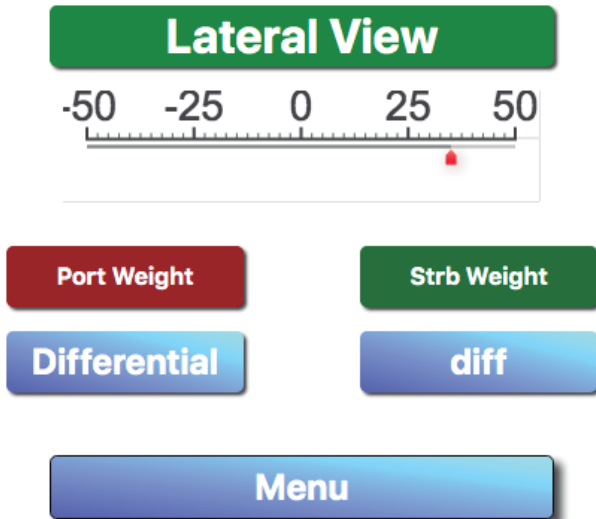 Lateral View
-50 -25 0 25 50
Port Weight Strb Weight
Differential diff
Menu